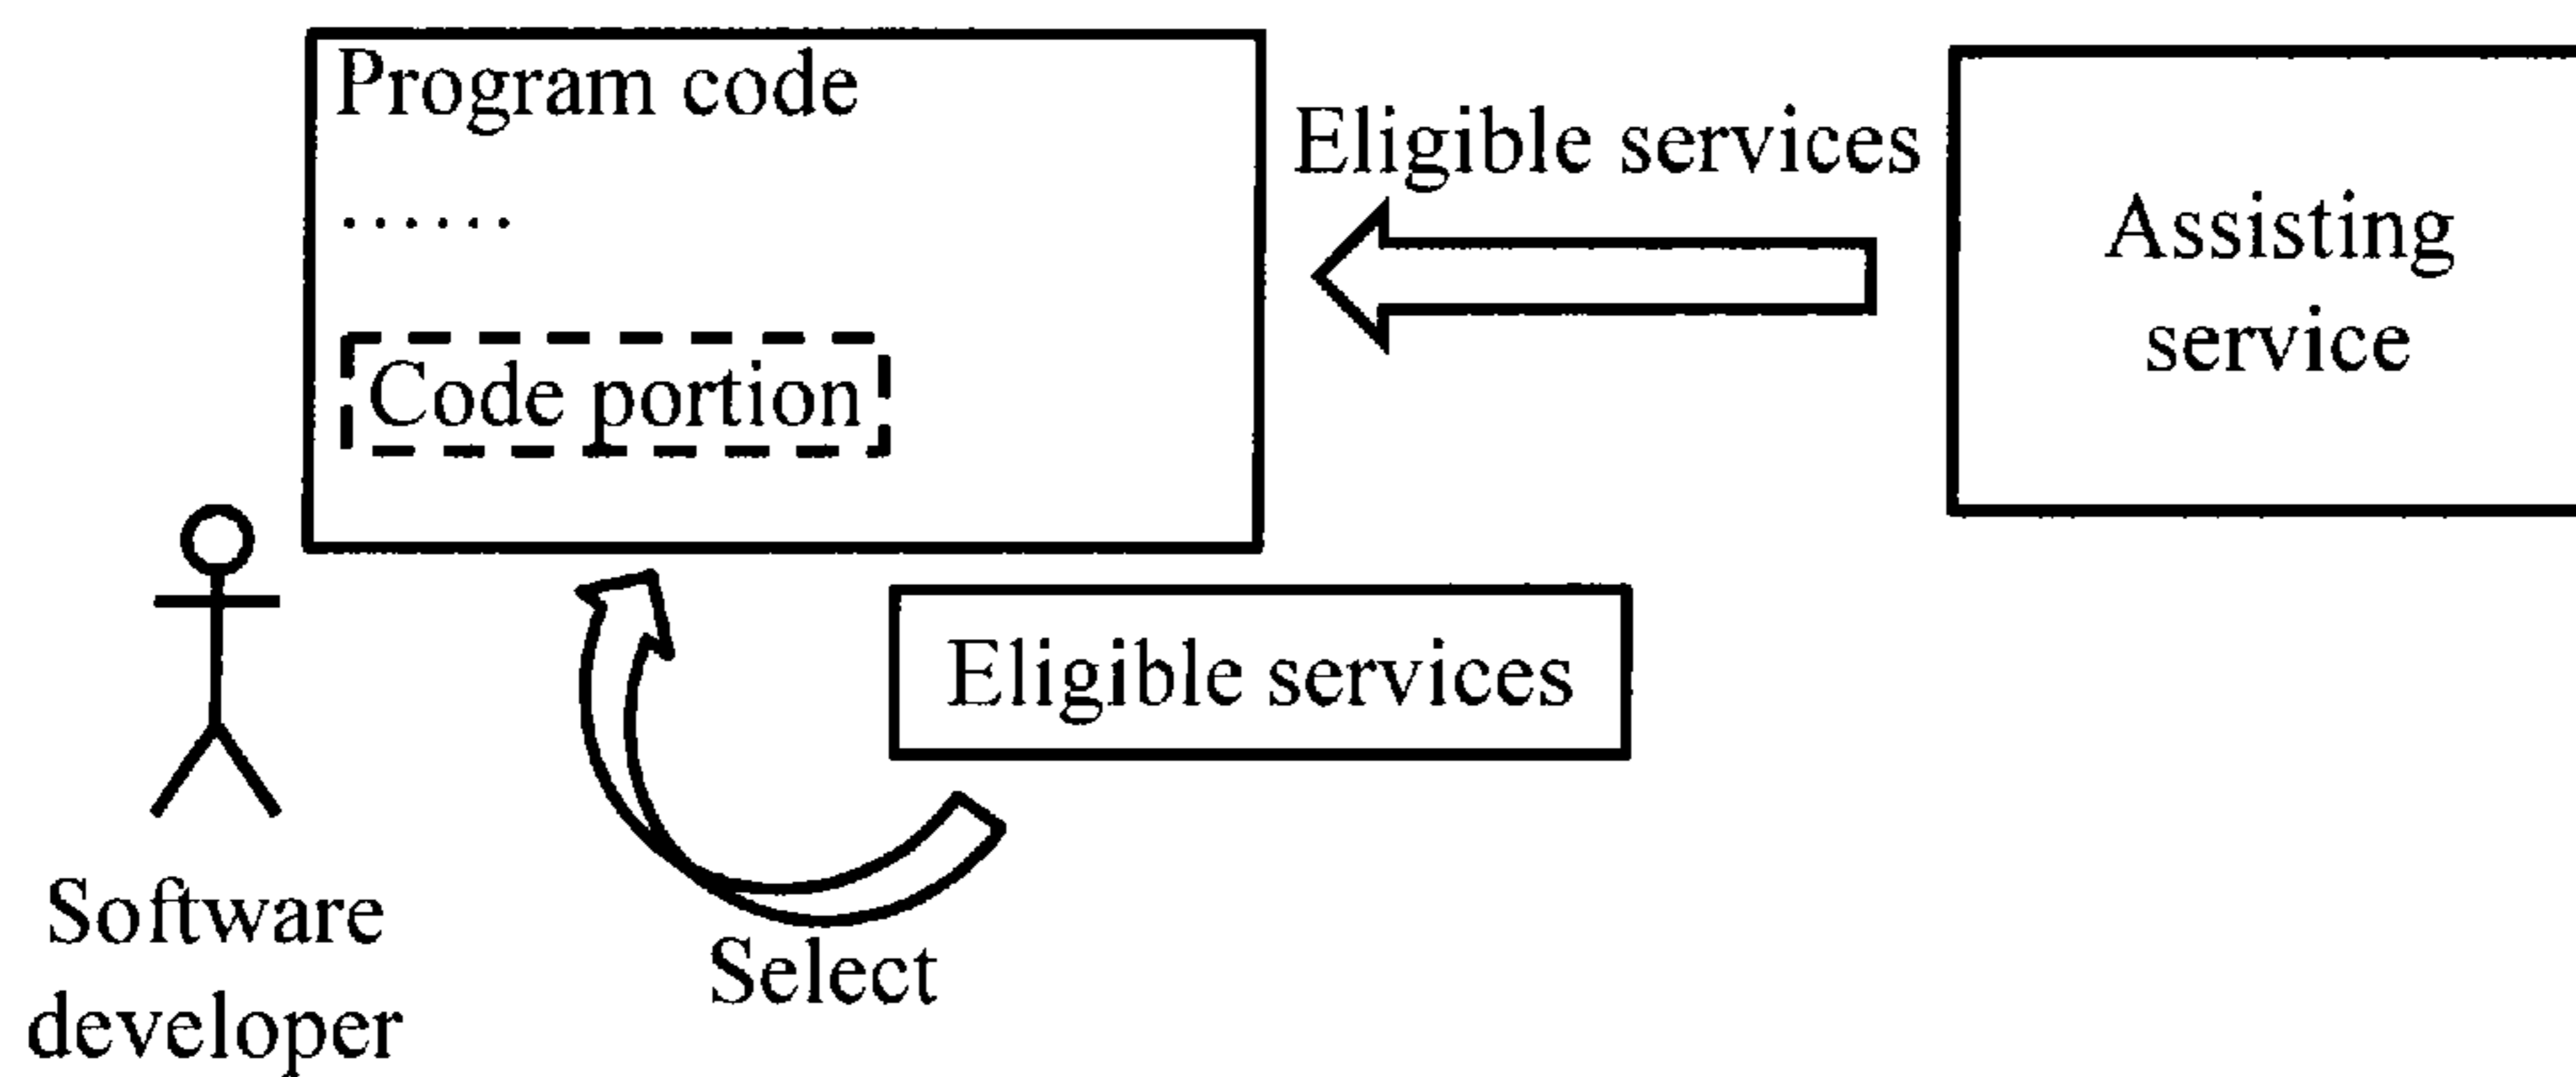 Program code
......
Code portion
Eligible services
Assisting
service
Eligible services
Select
Software
developer